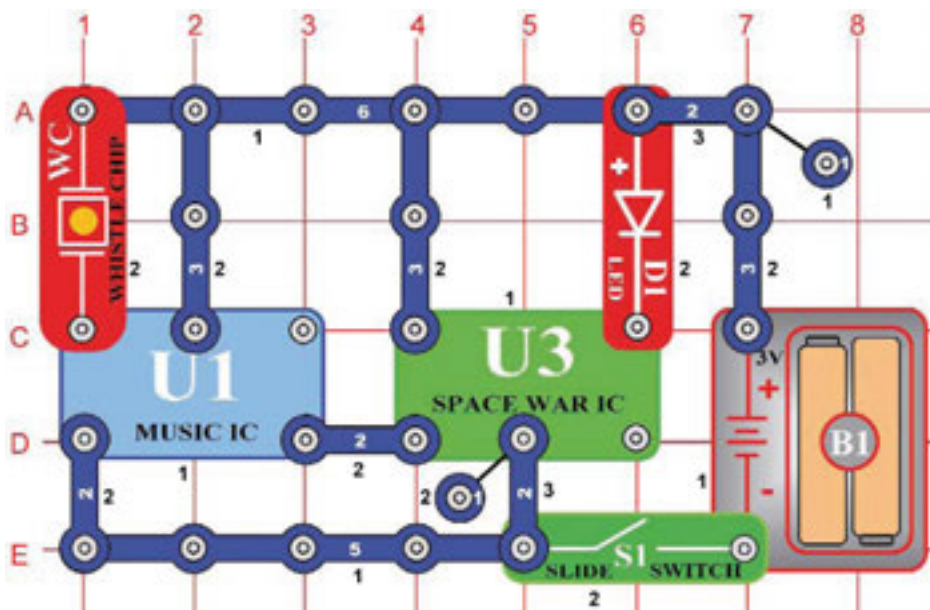 1 2 3 4 5 6 7 8
A
6
2
1
3
1
1
WC
WHISTLE CHIP
+
B
2
3
2
3
2
1
D1
LED
2
3
2
C
U1
MUSIC IC
U3
SPACE WAR IC
3V
+
-
B1
D
2
2
1
2
2
1
2
2
3
1
E
5
1
S1
SLIDE SWITCH
2